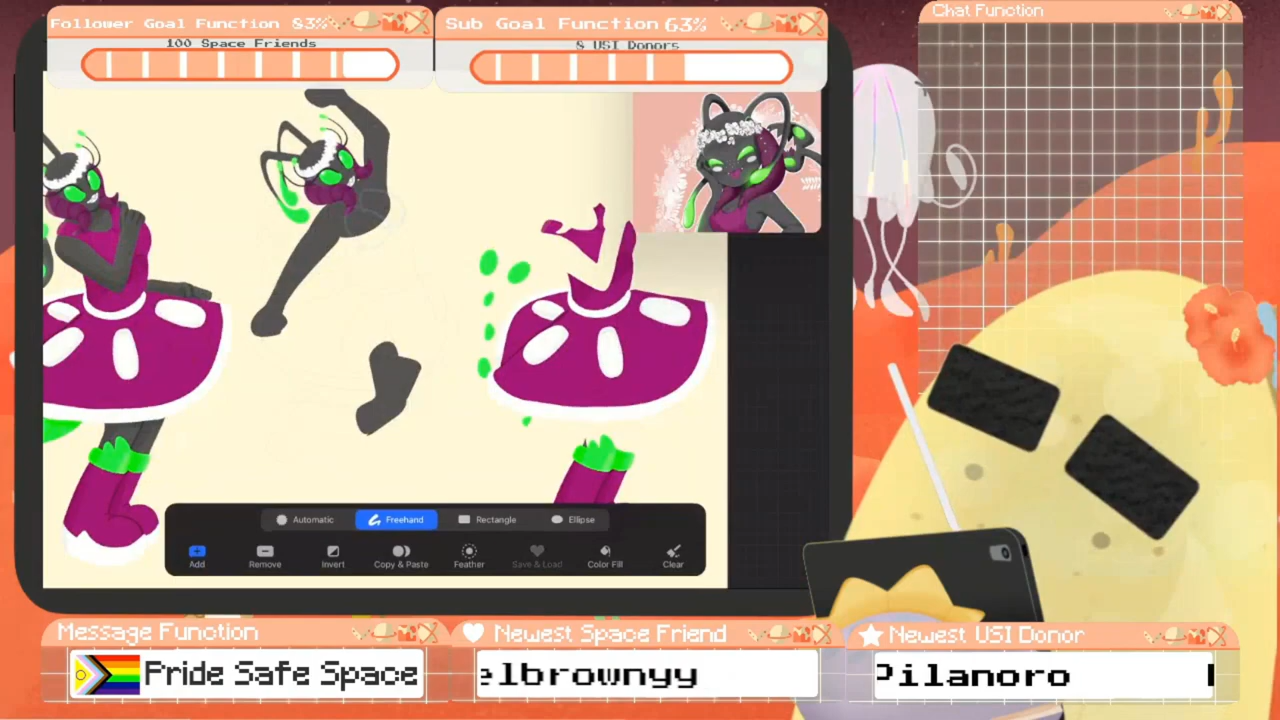 Follower Goal Function 83%
100 Space Friends
Sub Goal Function 63%
8 USI Donors
Chat Function
Automatic
Freehand
Rectangle
Ellipse
Add
Remove
Invert
Copy & Paste
Feather
Save & Load
Color Fill
Clear
Message Function
Pride Safe Space
Newest Space Friend
elbrownyy
Newest USI Donor
Pilanoro